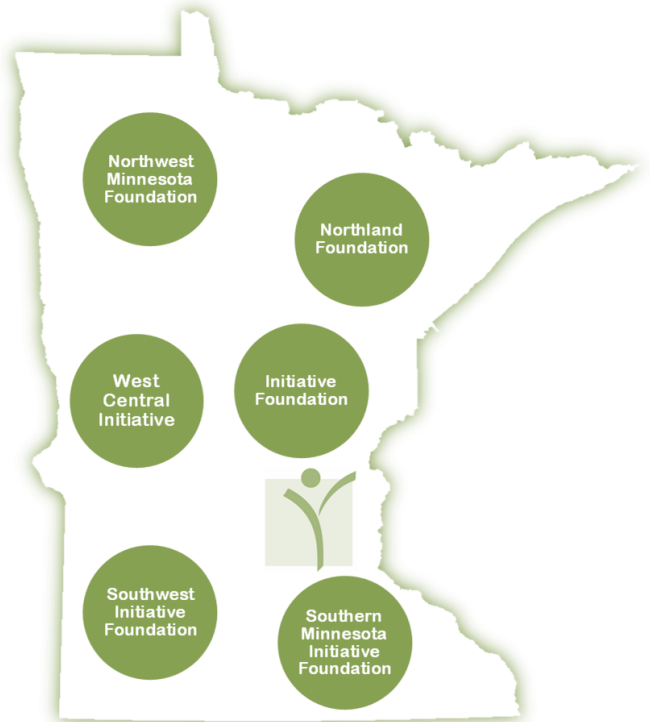 Northwest
Minnesota
Foundation
Northland
Foundation
West
Central
Initiative
Initiative
Foundation
Southwest
Initiative
Foundation
Southern
Minnesota
Initiative
Foundation